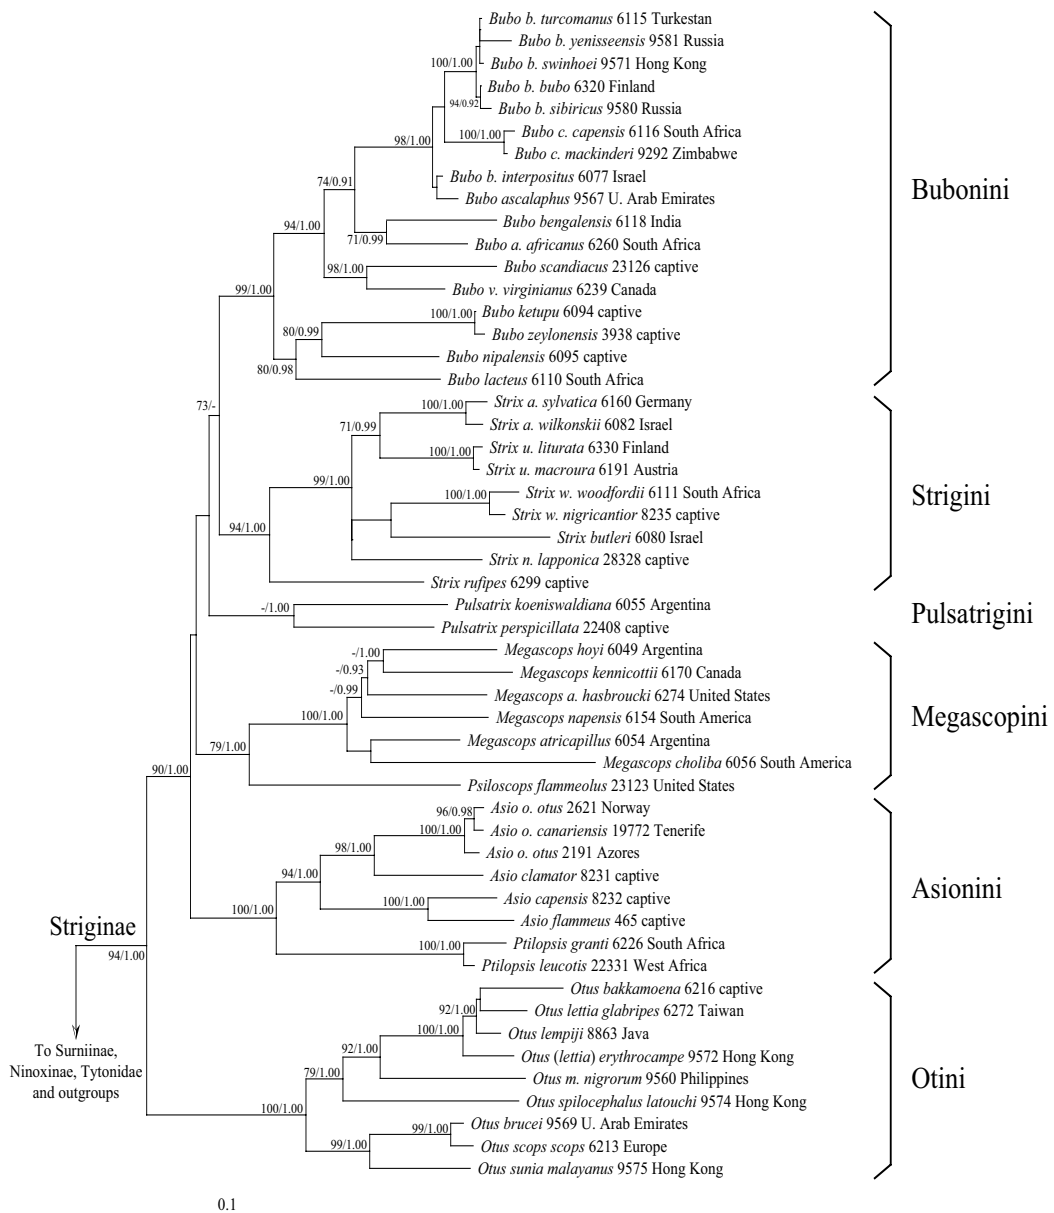 Bubo b. turcomanus 6115 Turkestan
Bubo b. yenisseensis 9581 Russia
100/1.00
Bubo b. swinhoei 9571 Hong Kong
Bubo b. bubo 6320 Finland
94/0.92
Bubo b. sibiricus 9580 Russia
98/1.00
100/1.00
Bubo c. capensis 6116 South Africa
Bubo c. mackinderi 9292 Zimbabwe
74/0.91
Bubo b. interpositus 6077 Israel
Bubonini
Bubo ascalaphus 9567 U. Arab Emirates
94/1.00
Bubo bengalensis 6118 India
71/0.99
Bubo a. africanus 6260 South Africa
98/1.00
Bubo scandiacus 23126 captive
99/1.00
Bubo v. virginianus 6239 Canada
100/1.00
Bubo ketupu 6094 captive
80/0.99
Bubo zeylonensis 3938 captive
Bubo nipalensis 6095 captive
80/0.98
Bubo lacteus 6110 South Africa
73/-
100/1.00
Strix a. sylvatica 6160 Germany
71/0.99
Strix a. wilkonskii 6082 Israel
100/1.00
Strix u. liturata 6330 Finland
Strix u. macroura 6191 Austria
99/1.00
100/1.00
Strix w. woodfordii 6111 South Africa
Strigini
Strix w. nigricantior 8235 captive
94/1.00
Strix butleri 6080 Israel
Strix n. lapponica 28328 captive
Strix rufipes 6299 captive
-/1.00
Pulsatrix koeniswaldiana 6055 Argentina
Pulsatrigini
Pulsatrix perspicillata 22408 captive
-/1.00
Megascops hoyi 6049 Argentina
-/0.93
Megascops kennicottii 6170 Canada
-/0.99
Megascops a. hasbroucki 6274 United States
100/1.00
Megascops napensis 6154 South America
Megascopini
Megascops atricapillus 6054 Argentina
79/1.00
Megascops choliba 6056 South America
90/1.00
Psiloscops flammeolus 23123 United States
96/0.98
Asio o. otus 2621 Norway
100/1.00
Asio o. canariensis 19772 Tenerife
98/1.00
Asio o. otus 2191 Azores
94/1.00
Asio clamator 8231 captive
Asionini
100/1.00
Asio capensis 8232 captive
100/1.00
Asio flammeus 465 captive
Striginae
100/1.00
Ptilopsis granti 6226 South Africa
94/1.00
Ptilopsis leucotis 22331 West Africa
Otus bakkamoena 6216 captive
92/1.00
Otus lettia glabripes 6272 Taiwan
100/1.00
Otus lempiji 8863 Java
To Surniinae,
Ninoxinae, Tytonidae
and outgroups
92/1.00
Otus (lettia) erythrocampe 9572 Hong Kong
79/1.00
Otus m. nigrorum 9560 Philippines
Otini
Otus spilocephalus latouchi 9574 Hong Kong
100/1.00
99/1.00
Otus brucei 9569 U. Arab Emirates
99/1.00
Otus scops scops 6213 Europe
Otus sunia malayanus 9575 Hong Kong
0.1